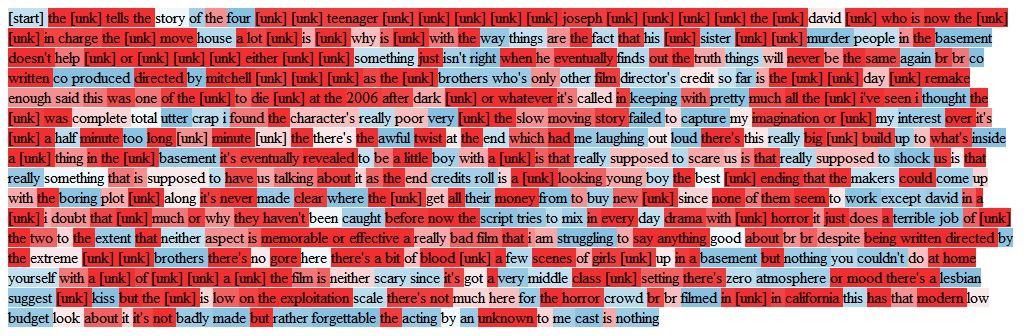 [start] the [unk] tells the story of the four [unk] [unk] teenager [unk] [unk] [unk] [unk] [unk] joseph [unk] [unk] [unk] [unk] the [unk] david [unk] who is now the [unk]
[unk] in charge the [unk] move house a lot [unk] is [unk] why is [unk] with the way things are the fact that his [unk] sister [unk] [unk] murder people in the basement
doesn't help [unk] or [unk] [unk] [unk] either [unk] [unk] something just isn't right when he eventually finds out the truth things will never be the same again br br co
written co produced directed by mitchell [unk] [unk] [unk] as the [unk] brothers who's only other film director's credit so far is the [unk] [unk] day [unk] remake
enough said this was one of the [unk] to die [unk] at the 2006 after dark [unk] or whatever it's called in keeping with pretty much all the [unk] i've seen i thought the
[unk] was complete total utter crap i found the character's really poor very [unk] the slow moving story failed to capture my imagination or [unk] my interest over it's
[unk] a half minute too long [unk] minute [unk] the there's the awful twist at the end which had me laughing out loud there's this really big [unk] build up to what's inside
a [unk] thing in the [unk] basement it's eventually revealed to be a little boy with a [unk] is that really supposed to scare us is that really supposed to shock us is that
really something that is supposed to have us talking about it as the end credits roll is a [unk] looking young boy the best [unk] ending that the makers could come up
with the boring plot [unk] along it's never made clear where the [unk] get all their money from to buy new [unk] since none of them seem to work except david in a
[unk] i doubt that [unk] much or why they haven't been caught before now the script tries to mix in every day drama with [unk] horror it just does a terrible job of [unk]
the two to the extent that neither aspect is memorable or effective a really bad film that i am struggling to say anything good about br br despite being written directed by
the extreme [unk] [unk] brothers there's no gore here there's a bit of blood [unk] a few scenes of girls [unk] up in a basement but nothing you couldn't do at home
yourself with a [unk] of [unk] [unk] a [unk] the film is neither scary since it's got a very middle class [unk] setting there's zero atmosphere or mood there's a lesbian
suggest [unk] kiss but the [unk] is low on the exploitation scale there's not much here for the horror crowd br br filmed in [unk] in california this has that modern low
budget look about it it's not badly made but rather forgettable the acting by an unknown to me cast is nothing